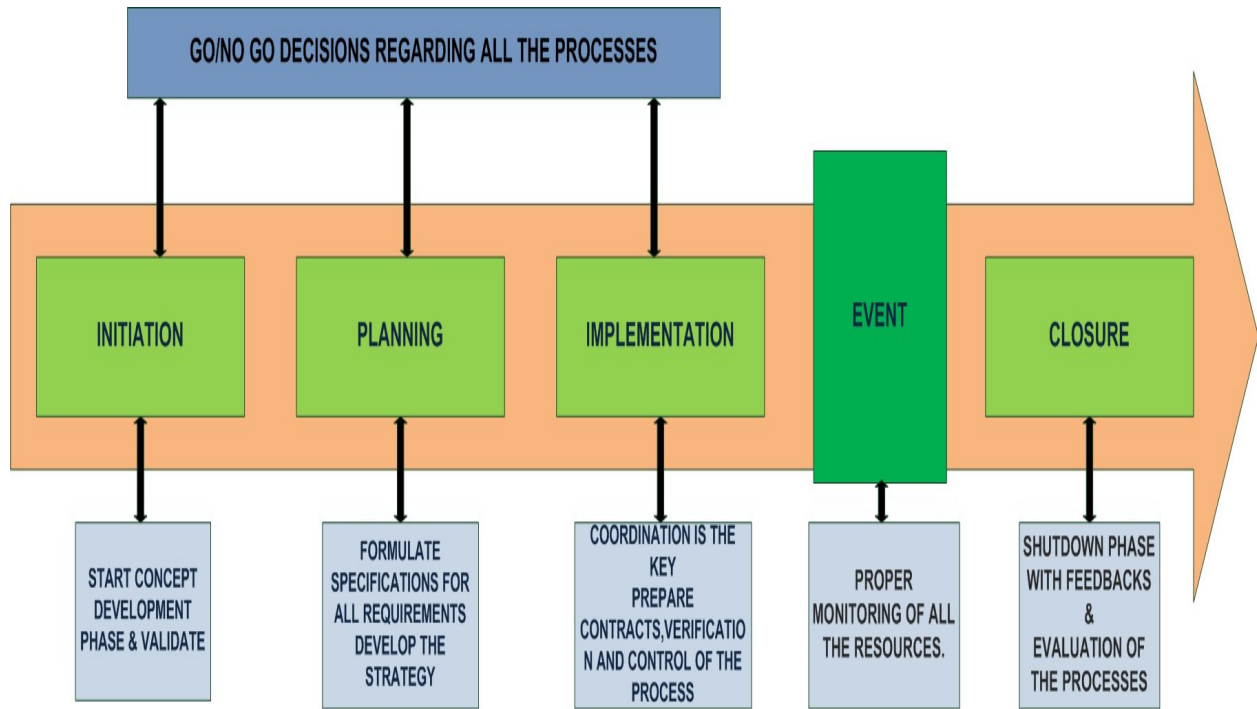 GO/NO GO DECISIONS REGARDING ALL THE PROCESSES
INITIATION
PLANNING
IMPLEMENTATION
EVENT
CLOSURE
START CONCEPT
DEVELOPMENT
PHASE & VALIDATE
FORMULATE
SPECIFICATIONS FOR
ALL REQUIREMENTS
DEVELOP THE
STRATEGY
COORDINATION IS THE
KEY
PREPARE
CONTRACTS,VERIFICATIO
N AND CONTROL OF THE
PROCESS
PROPER
MONITORING OF ALL
THE RESOURCES.
SHUTDOWN PHASE
WITH FEEDBACKS
&
EVALUATION OF
THE PROCESSES